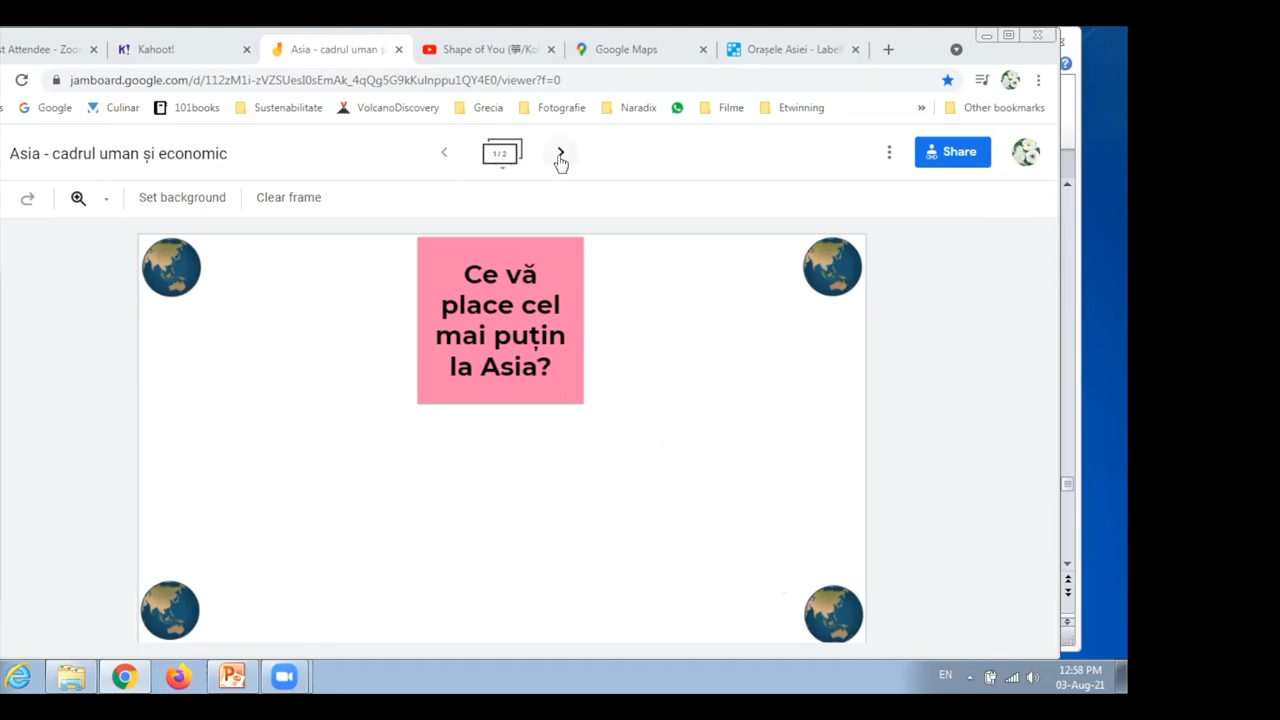 st Attendee - Zoor
Kahoot!
Asia - cadrul uman ș
Shape of You (
Google Maps
Orașele Asiei - Label
jamboard.google.com/d/112zM1i-zVZSUesI0sEmAk_4qQg5G9kKuInppu1QY4E0/viewer?f=0
s
Google
Culinar
101books
Sustenabilitate
VolcanoDiscovery
Grecia
Fotografie
Naradix
Filme
Etwinning
»
Other bookmarks
Asia - cadrul uman și economic
1/2
Share
Set background
Clear frame
Ce vă
place cel
mai puțin
la Asia?
EN
12:58 PM
03-Aug-21